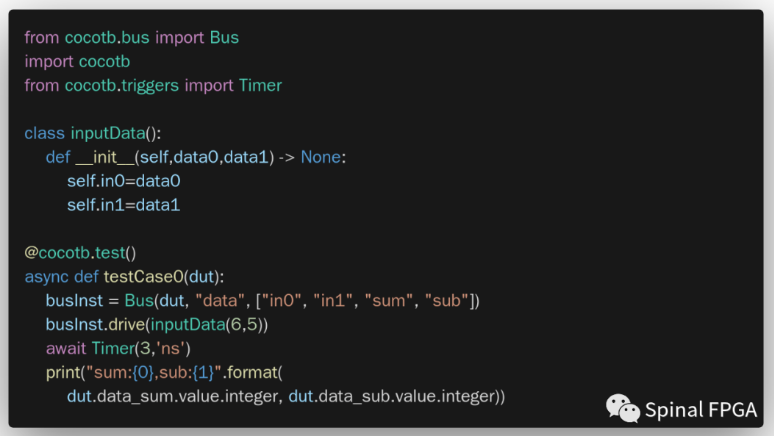 from cocotb.bus import Bus
import cocotb
from cocotb.triggers import Timer
class inputData():
def __init__(self,data0,data1) -> None:
self.in0=data0
self.in1=data1
@cocotb.test()
async def testCase0(dut):
busInst = Bus(dut, "data", ["in0", "in1", "sum", "sub"])
busInst.drive(inputData(6,5))
await Timer(3,'ns')
print("sum:{0},sub:{1}".format(
dut.data_sum.value.integer, dut.data_sub.value.integer))
Spinal FPGA